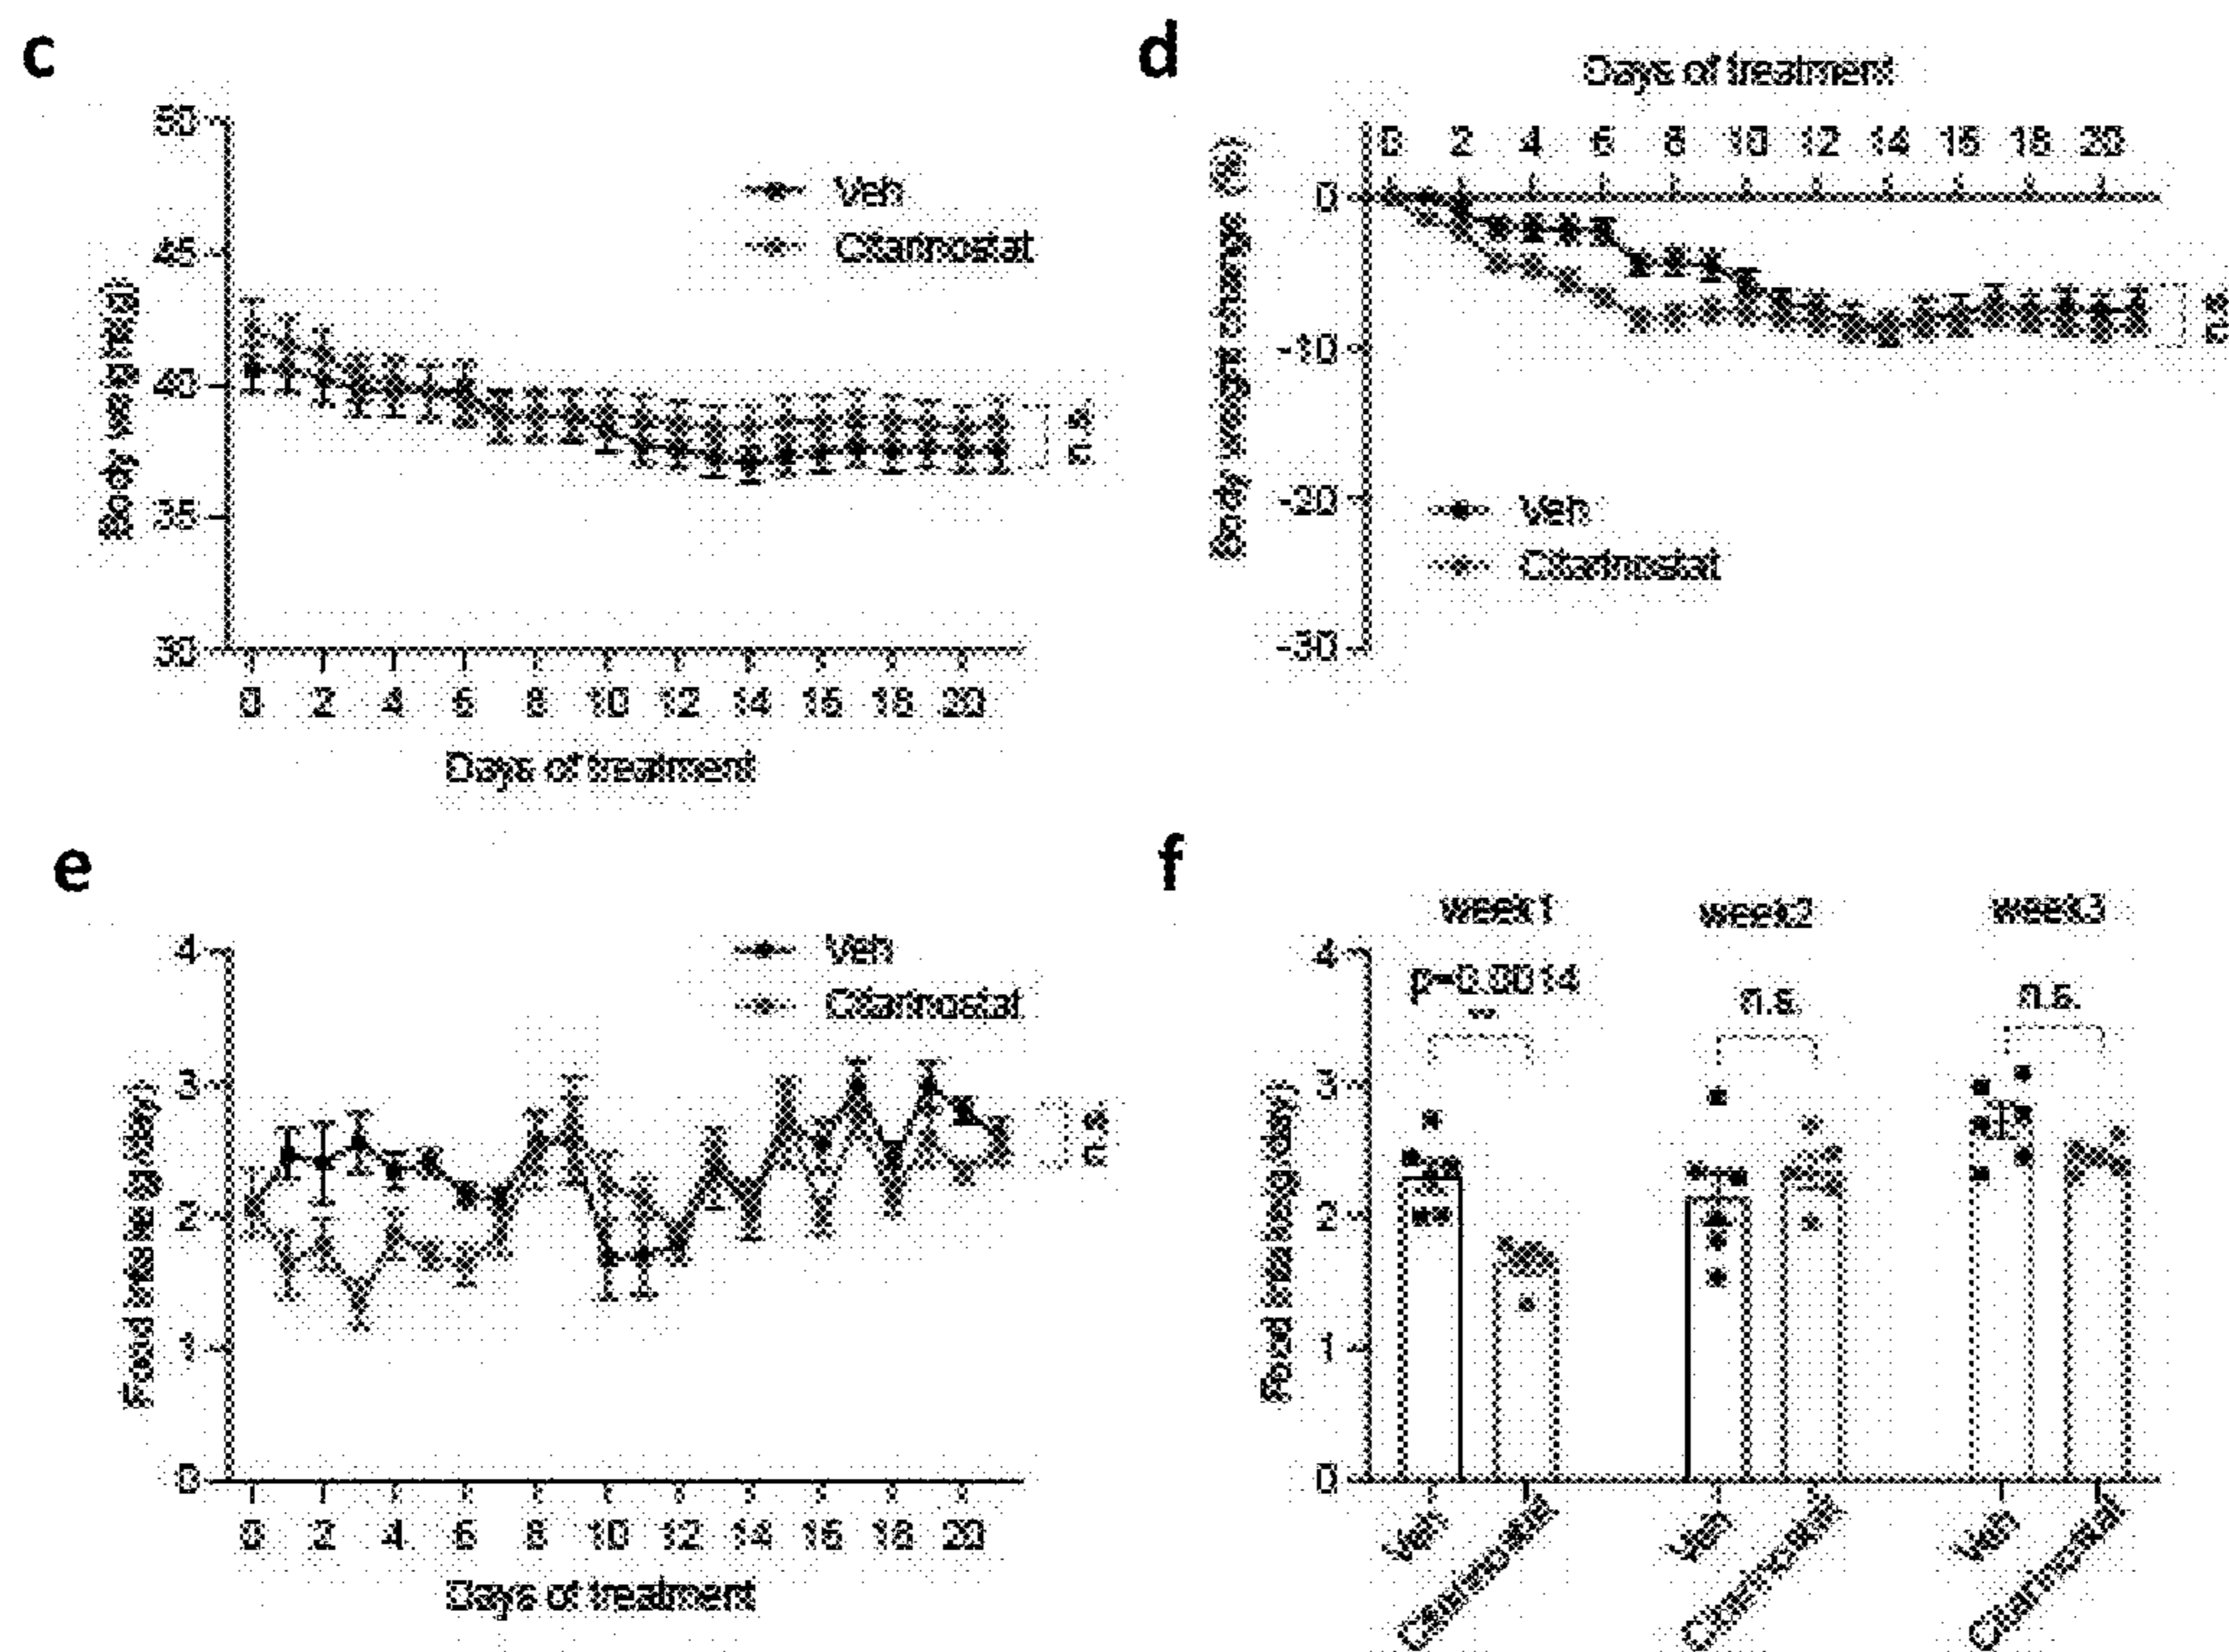 c
50
45
40
35
30
Body weight (g)
Veh
Citarinostat
n.s.
0 2 4 6 8 10 12 14 16 18 20
Days of treatment
d
Days of treatment
0 2 4 6 8 10 12 14 16 18 20
0
-10
-20
-30
Body weight change (%)
Veh
Citarinostat
n.s.
e
4
3
2
1
0
Food intake (g/day)
Veh
Citarinostat
n.s.
0 2 4 6 8 10 12 14 16 18 20
Days of treatment
f
week1 week2 week3
p=0.0014
**
n.s.
n.s.
4
3
2
1
0
Food intake (g/day)
Veh
Citarinostat
Veh
Citarinostat
Veh
Citarinostat